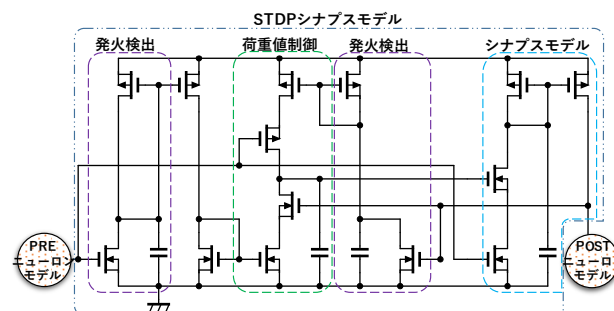 STDPシナプスモデル
発火検出
荷重値制御
発火検出
シナプスモデル
PRE
ニューロン
モデル
POST
ニューロン
モデル